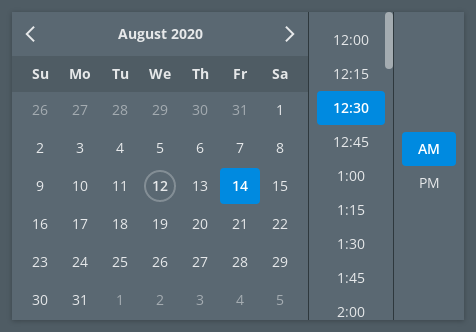 August 2020
Su Mo Tu We Th Fr Sa
26 27 28 29 30 31 1
2 3 4 5 6 7 8
9 10 11 12 13 14 15
16 17 18 19 20 21 22
23 24 25 26 27 28 29
30 31 1 2 3 4 5
12:00
12:15
12:30
12:45
1:00
1:15
1:30
1:45
2:00
AM
PM